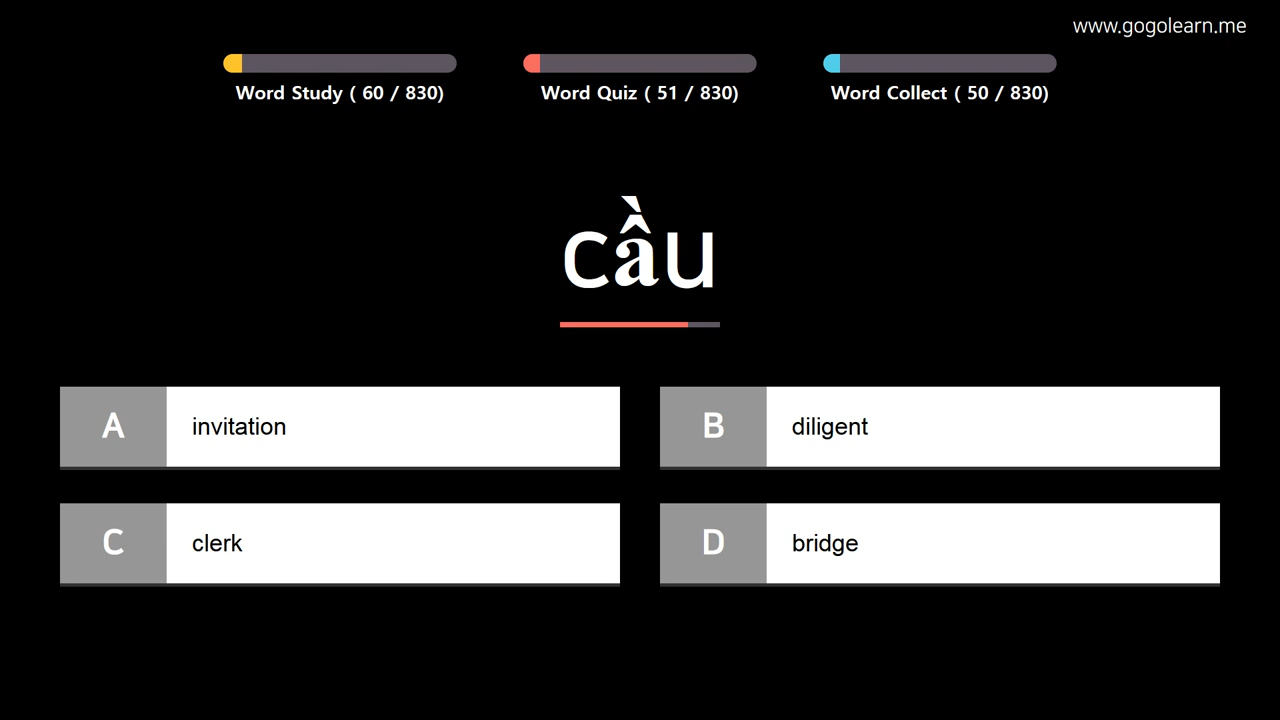 www.gogolearn.me
Word Study ( 60 / 830)
Word Quiz ( 51 / 830)
Word Collect ( 50 / 830)
cầu
A invitation
B diligent
C clerk
D bridge